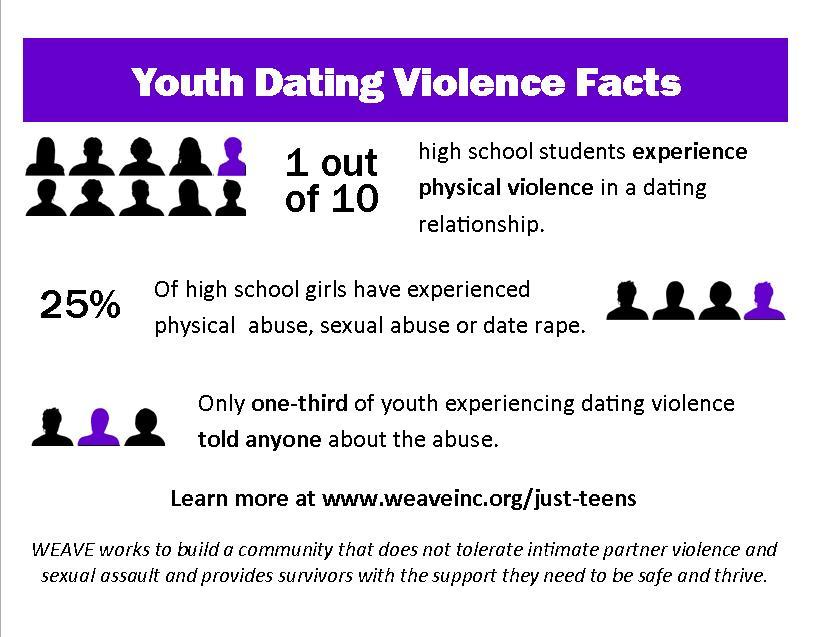 Youth Dating Violence Facts
1 out
of 10
high school students experience
physical violence in a dating
relationship.
25%
Of high school girls have experienced
physical  abuse, sexual abuse or date rape.
Only one-third of youth experiencing dating violence
told anyone about the abuse.
Learn more at www.weaveinc.org/just-teens
WEAVE works to build a community that does not tolerate intimate partner violence and
sexual assault and provides survivors with the support they need to be safe and thrive.